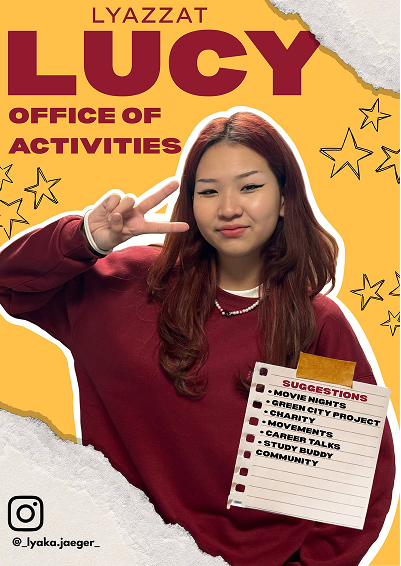 LYAZZAT
LUCY
OFFICE OF
ACTIVITIES
SUGGESTIONS
• MOVIE NIGHTS
• GREEN CITY PROJECT
• CHARITY
• MOVEMENTS
• CAREER TALKS
• STUDY BUDDY
COMMUNITY
@_lyaka.jaeger_